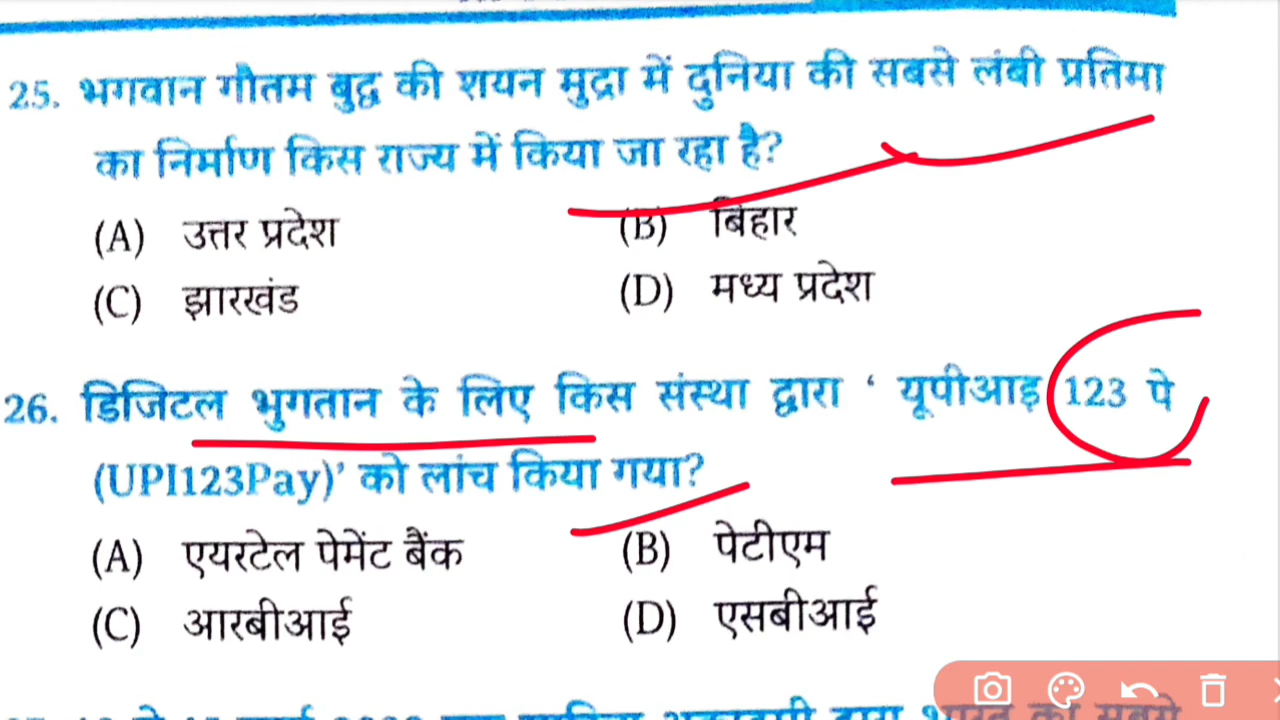 25. भगवान गौतम बुद्ध की शयन मुद्रा में दुनिया की सबसे लंबी प्रतिमा
का निर्माण किस राज्य में किया जा रहा है?
(A) उत्तर प्रदेश (B) बिहार
(C) झारखंड (D) मध्य प्रदेश
26. डिजिटल भुगतान के लिए किस संस्था द्वारा ‘ यूपीआइ 123 पे
(UPI123Pay)’ को लांच किया गया?
(A) एयरटेल पेमेंट बैंक (B) पेटीएम
(C) आरबीआई (D) एसबीआई